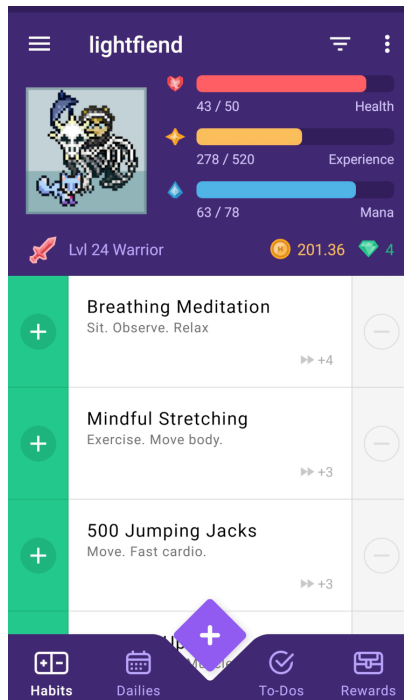 lightfiend
43 / 50 Health
278 / 520 Experience
63 / 78 Mana
Lvl 24 Warrior 201.36 4
Breathing Meditation
Sit. Observe. Relax
+4
Mindful Stretching
Exercise. Move body.
+3
500 Jumping Jacks
Move. Fast cardio.
+3
Habits Dailies To-Dos Rewards